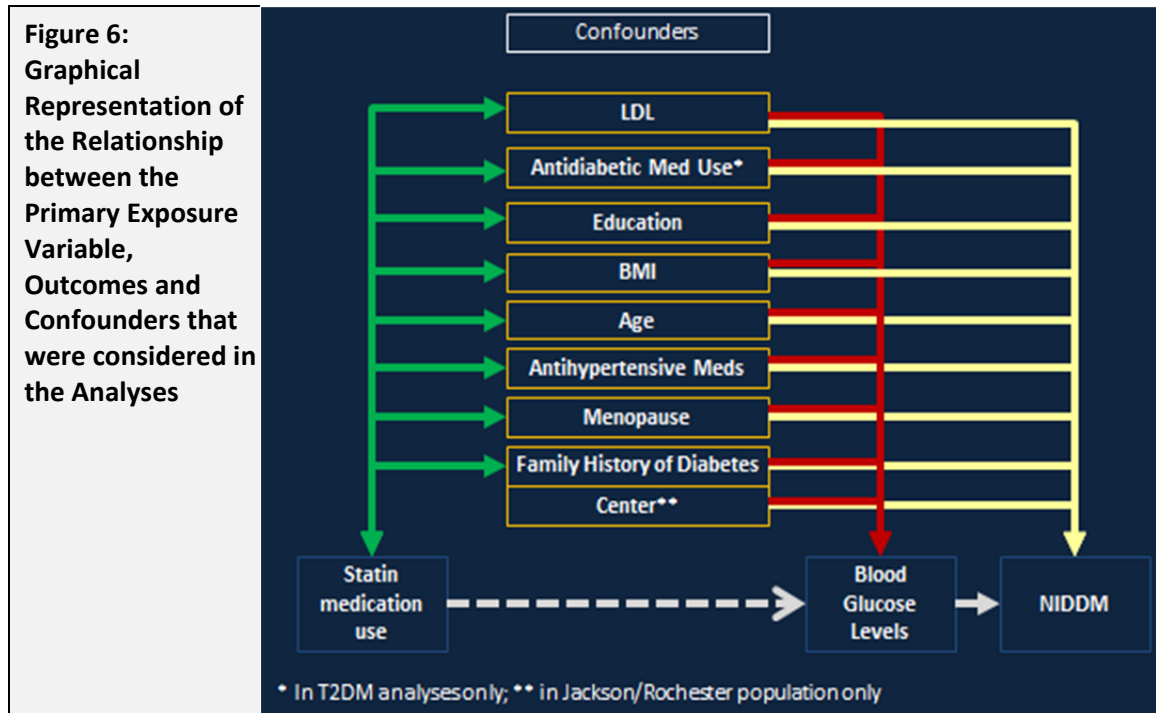 Figure 6:
Graphical
Representation of
the Relationship
between the
Primary Exposure
Variable,
Outcomes and
Confounders that
were considered in
the Analyses
Confounders
LDL
Antidiabetic Med Use*
Education
BMI
Age
Antihypertensive Meds
Menopause
Family History of Diabetes
Center**
Statin
medication
use
Blood
Glucose
Levels
NIDDM
* In T2DM analyses only; ** in Jackson/Rochester population only